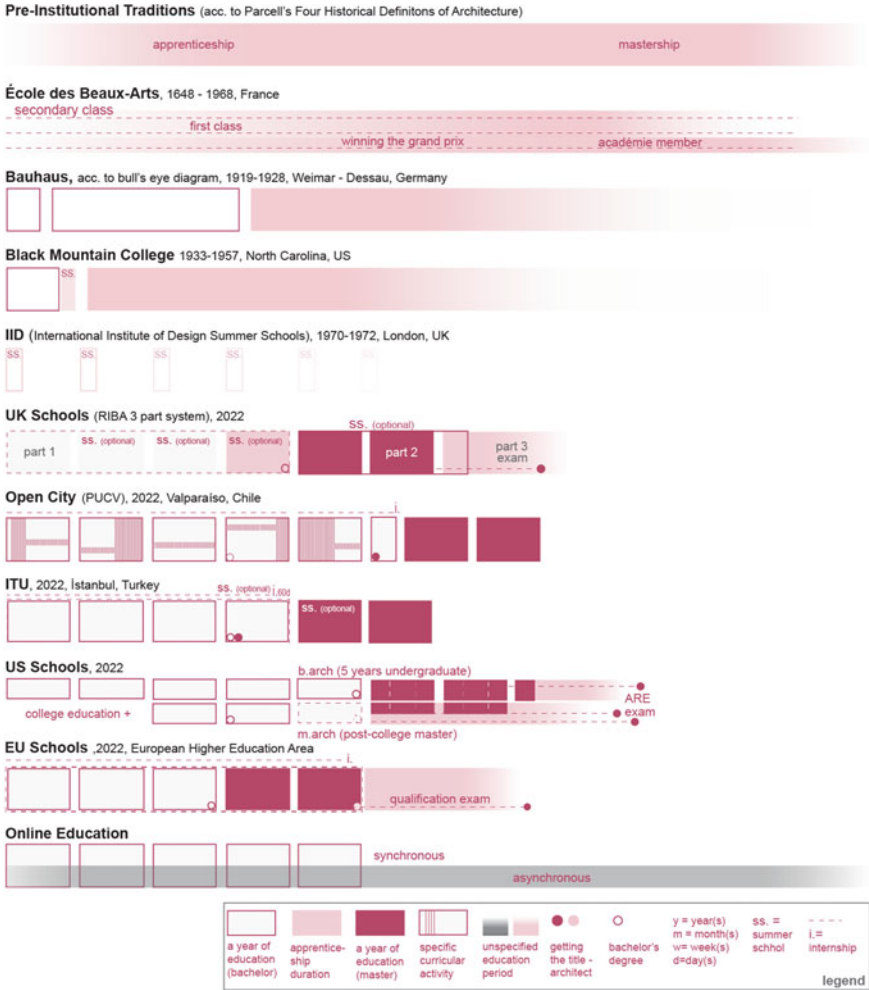 Pre-Institutional Traditions (acc. to Parcell's Four Historical Definitons of Architecture)
apprenticeship
mastership
École des Beaux-Arts, 1648 - 1968, France
secondary class
first class
winning the grand prix
académie member
Bauhaus, acc. to bull's eye diagram, 1919-1928, Weimar - Dessau, Germany
Black Mountain College 1933-1957, North Carolina, US
SS
IID (International Institute of Design Summer Schools), 1970-1972, London, UK
SS.
SS.
SS.
SS.
SS.
SS.
UK Schools (RIBA 3 part system), 2022
SS. (optional)
part 1
SS. (optional)
SS. (optional)
SS. (optional)
part 2
part 3
exam
Open City (PUCV), 2022, Valparaíso, Chile
i.
ITU, 2022, İstanbul, Turkey
SS. (optional)
i.60d
SS. (optional)
US Schools, 2022
b.arch (5 years undergraduate)
college education +
ARE
exam
m.arch (post-college master)
EU Schools ,2022, European Higher Education Area
i.
qualification exam
Online Education
synchronous
asynchronous
a year of
education
(bachelor)
apprentice-
ship
duration
a year of
education
(master)
specific
curricular
activity
unspecified
education
period
getting
the title -
architect
bachelor's
degree
y = year(s)
m = month(s)
w= week(s)
d=day(s)
ss. =
summer
schhol
i.=
internship
legend